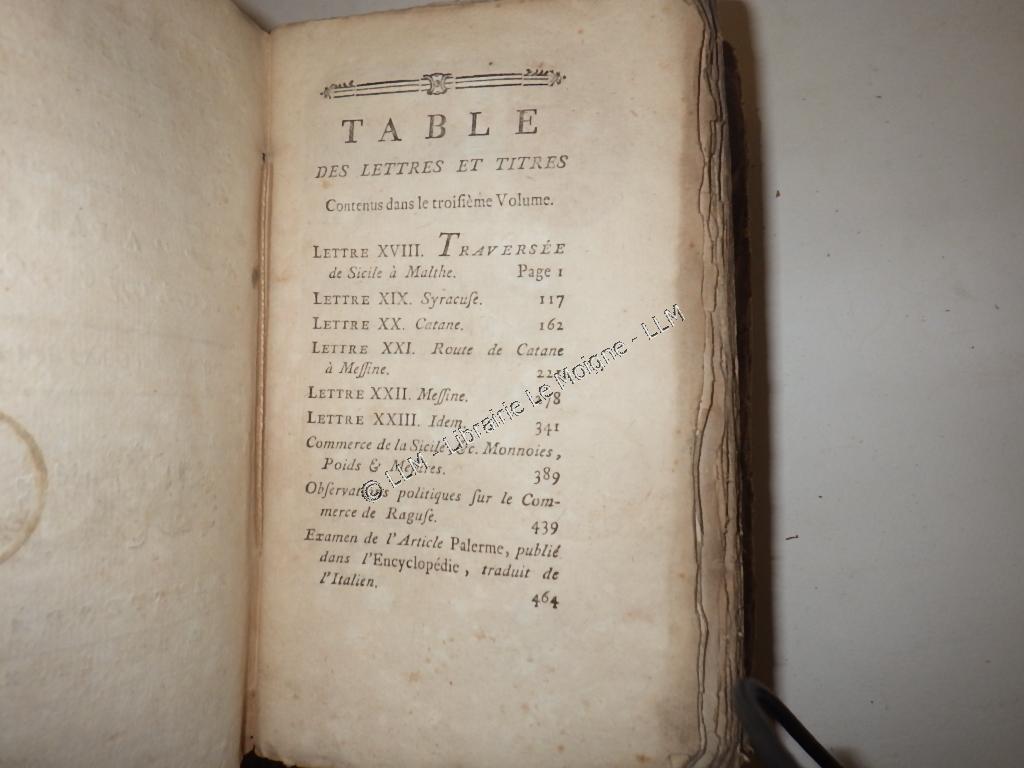 TABLE
DES LETTRES ET TITRES
Contenus dans le troisième Volume.
LETTRE XVIII. TRAVERSÉE
de Sicile à Malthe. Page 1
LETTRE XIX. Syracuse. 117
LETTRE XX. Catane. 162
LETTRE XXI. Route de Catane
à Messine.
LETTRE XXII. Messine. 278
LETTRE XXIII. Idem. 341
Commerce de la Sicile, &c. Monnoies,
Poids & Mesures. 389
Observations politiques sur le Com-
merce de Raguse. 439
Examen de l'Article Palerme, publié
dans l'Encyclopédie, traduit de
l'Italien. 464
© LLM - Librairie Le Moigne - LLM